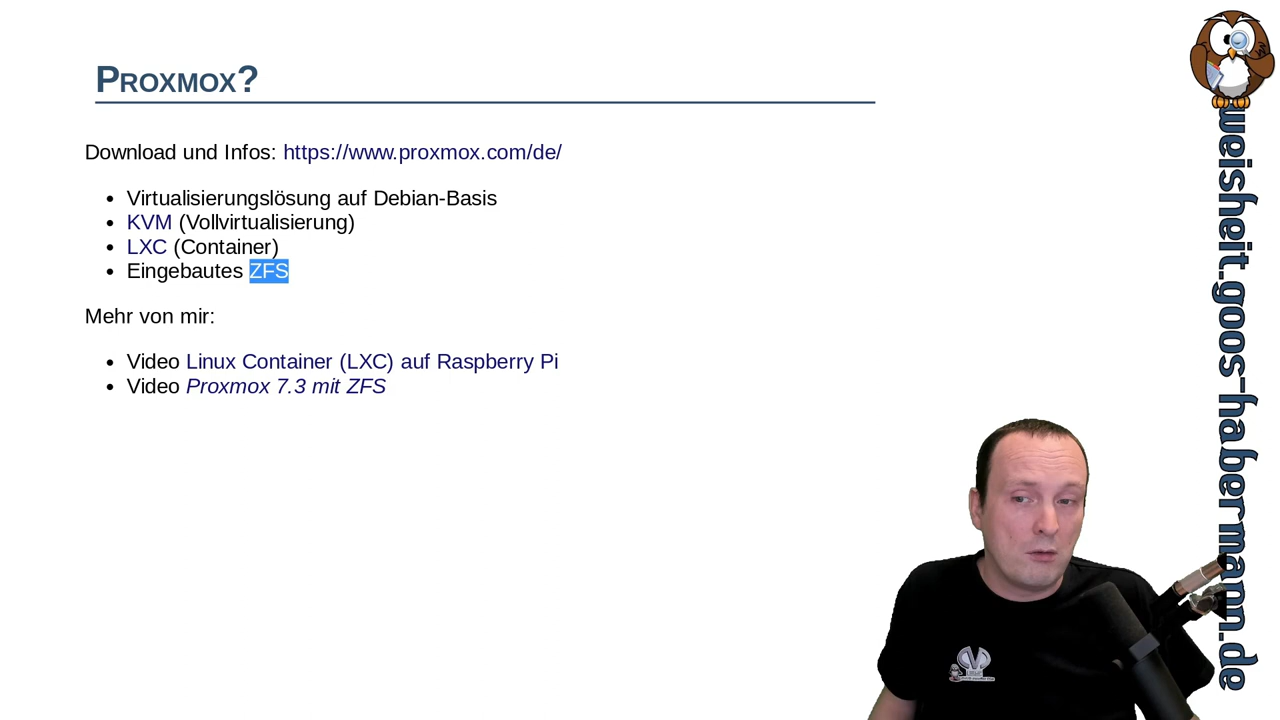 PROXMOX?
Download und Infos: https://www.proxmox.com/de/
• Virtualisierungslösung auf Debian-Basis
• KVM (Vollvirtualisierung)
• LXC (Container)
• Eingebautes ZFS
Mehr von mir:
• Video Linux Container (LXC) auf Raspberry Pi
• Video Proxmox 7.3 mit ZFS
weisheit.goos-habermann.de